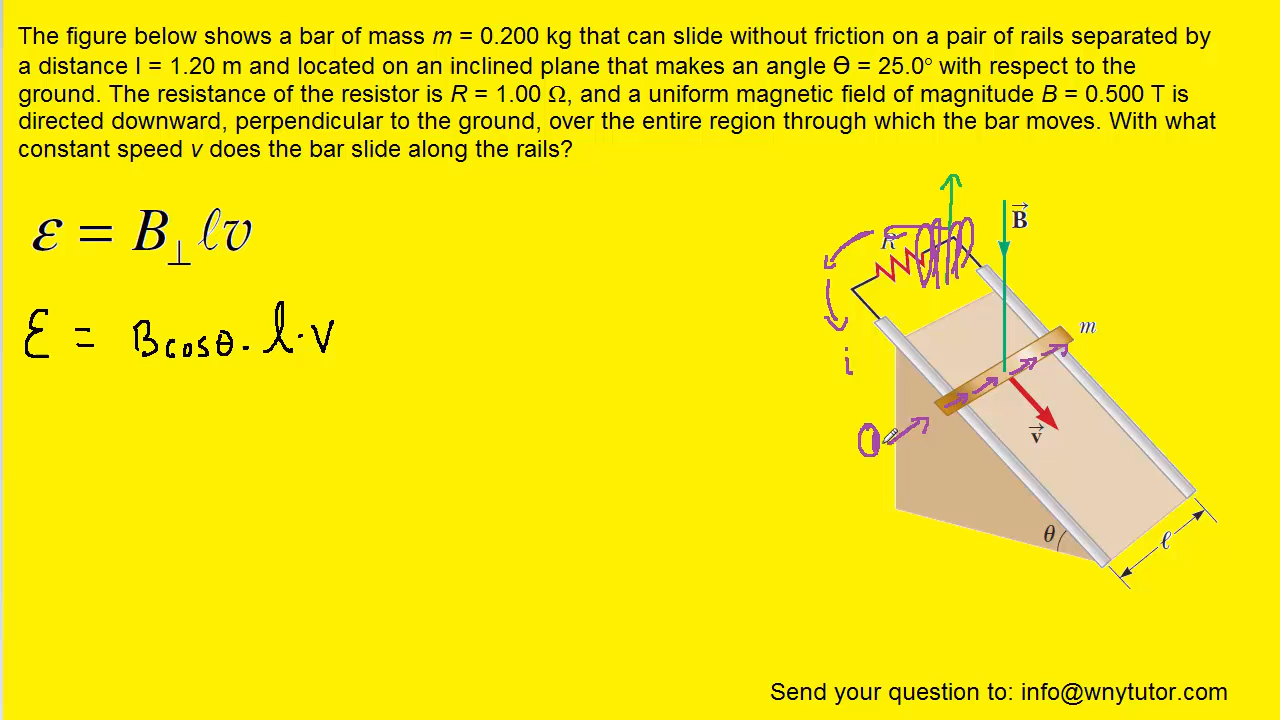 The figure below shows a bar of mass m = 0.200 kg that can slide without friction on a pair of rails separated by
a distance l = 1.20 m and located on an inclined plane that makes an angle Ɵ = 25.0° with respect to the
ground. The resistance of the resistor is R = 1.00 Ω, and a uniform magnetic field of magnitude B = 0.500 T is
directed downward, perpendicular to the ground, over the entire region through which the bar moves. With what
constant speed v does the bar slide along the rails?
ε = B⊥ℓv
ε = Bcosθ · l · v
R
B⃗
m
i
v⃗
θ
ℓ
Send your question to: info@wnytutor.com